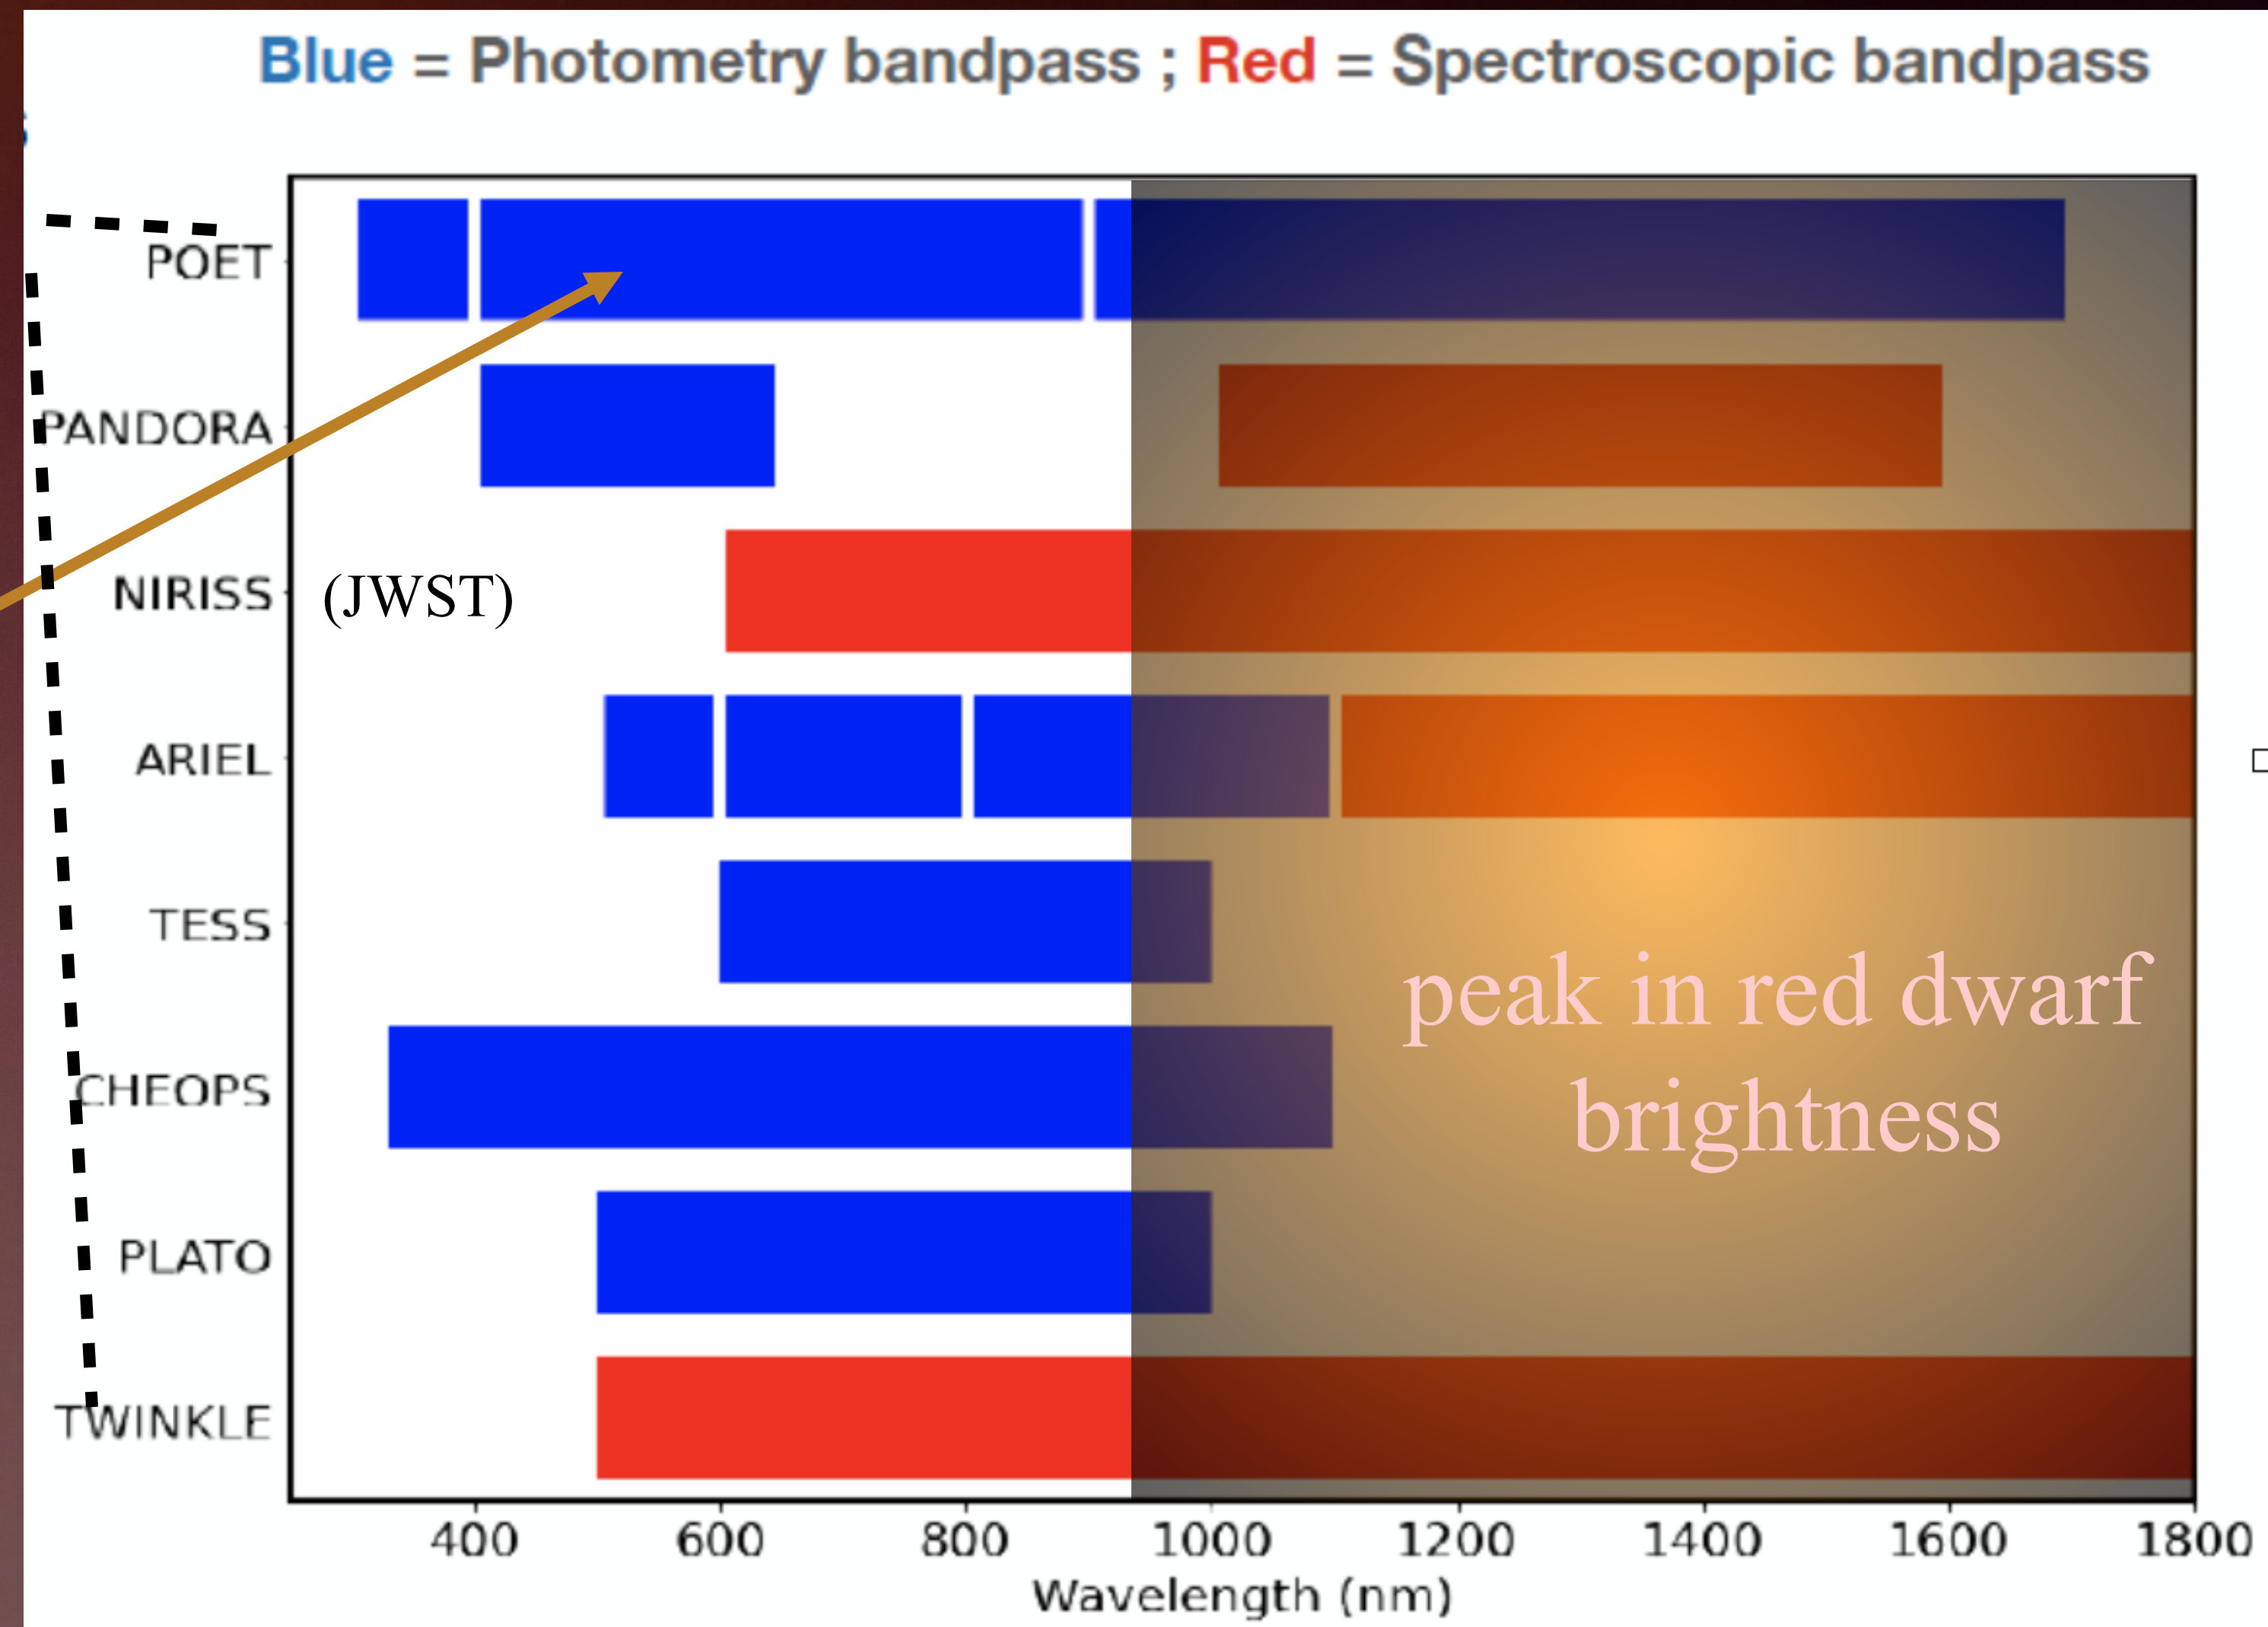 Blue = Photometry bandpass ; Red = Spectroscopic bandpass
POET
PANDORA
NIRISS (JWST)
ARIEL
TESS
peak in red dwarf
brightness
CHEOPS
PLATO
TWINKLE
400 600 800 1000 1200 1400 1600 1800
Wavelength (nm)